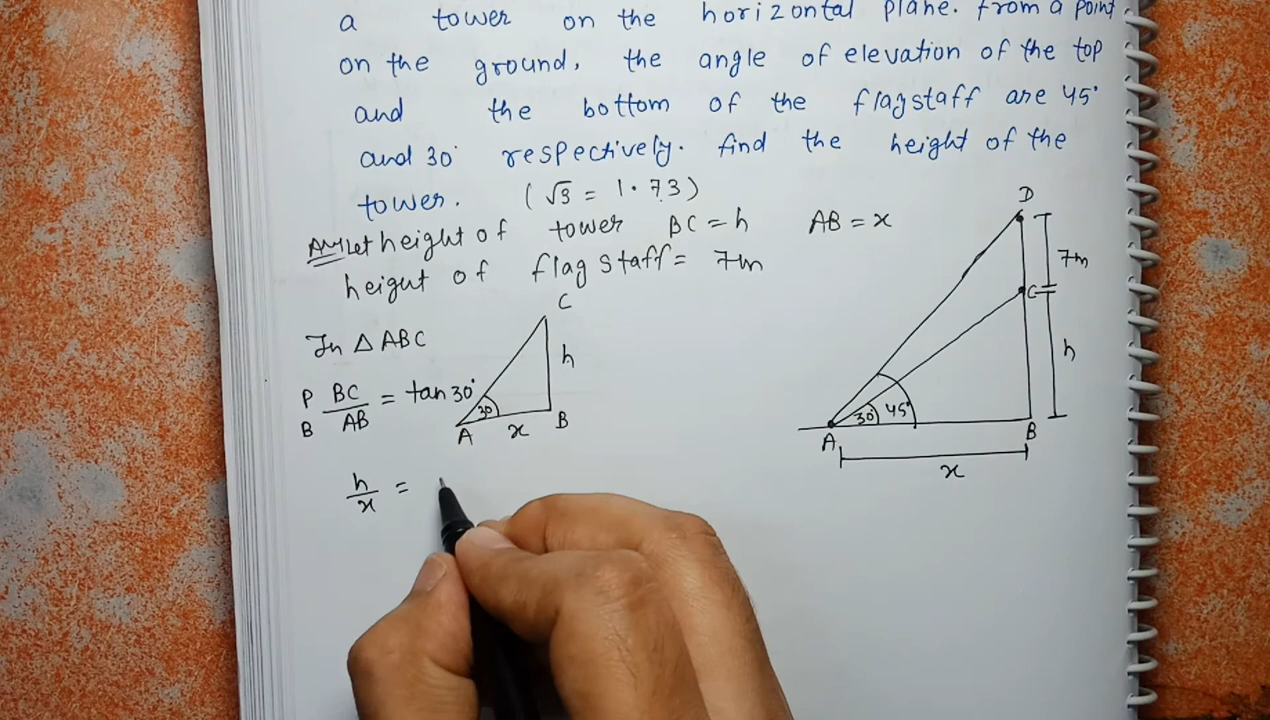 a tower on the horizontal plane. from a point
on the ground, the angle of elevation of the top
and the bottom of the flagstaff are 45°
and 30° respectively. find the height of the
tower. (√3 = 1.73)
Ans Let height of tower BC = h AB = x
height of flagstaff = 7m
In △ ABC
P BC/AB = tan 30°
B
C
h
30
A x B
h/x =
D
7m
C
h
30 45°
A B
x